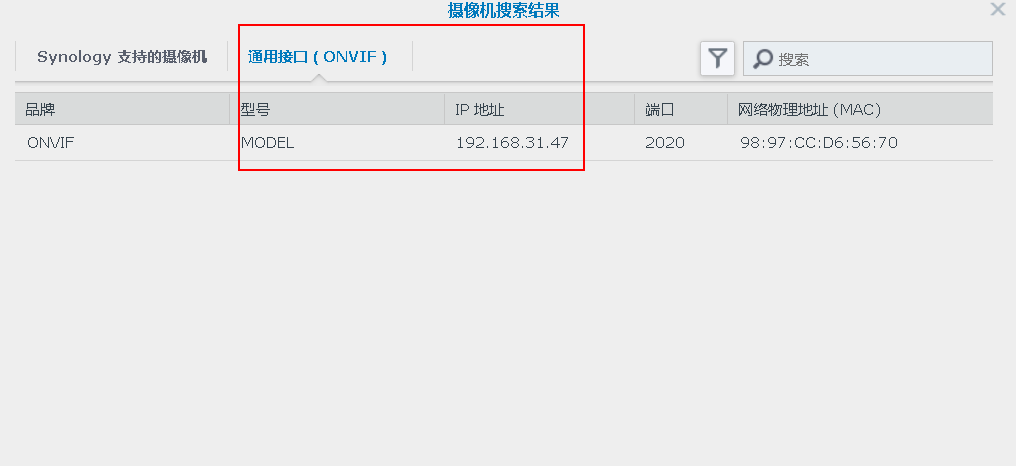 摄像机搜索结果
Synology 支持的摄像机 通用接口 ( ONVIF ) 搜索
品牌 型号 IP 地址 端口 网络物理地址 (MAC)
ONVIF MODEL 192.168.31.47 2020 98:97:CC:D6:56:70